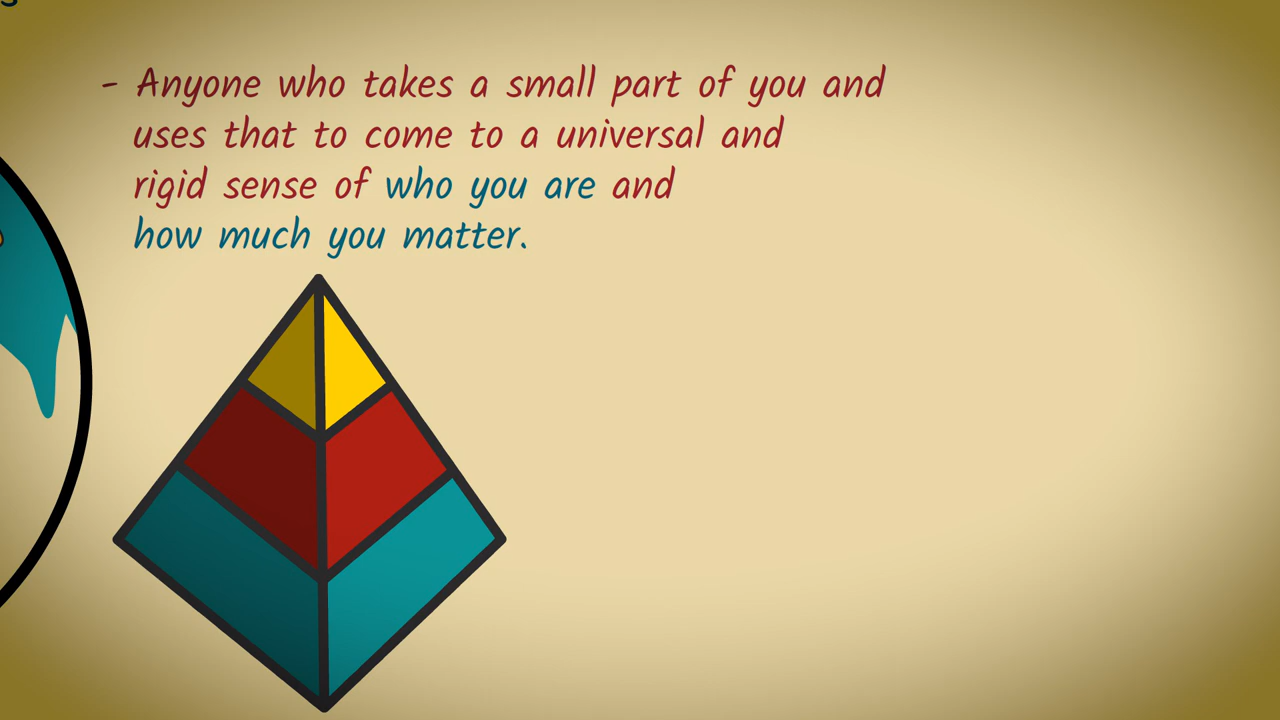 - Anyone who takes a small part of you and
uses that to come to a universal and
rigid sense of who you are and
how much you matter.